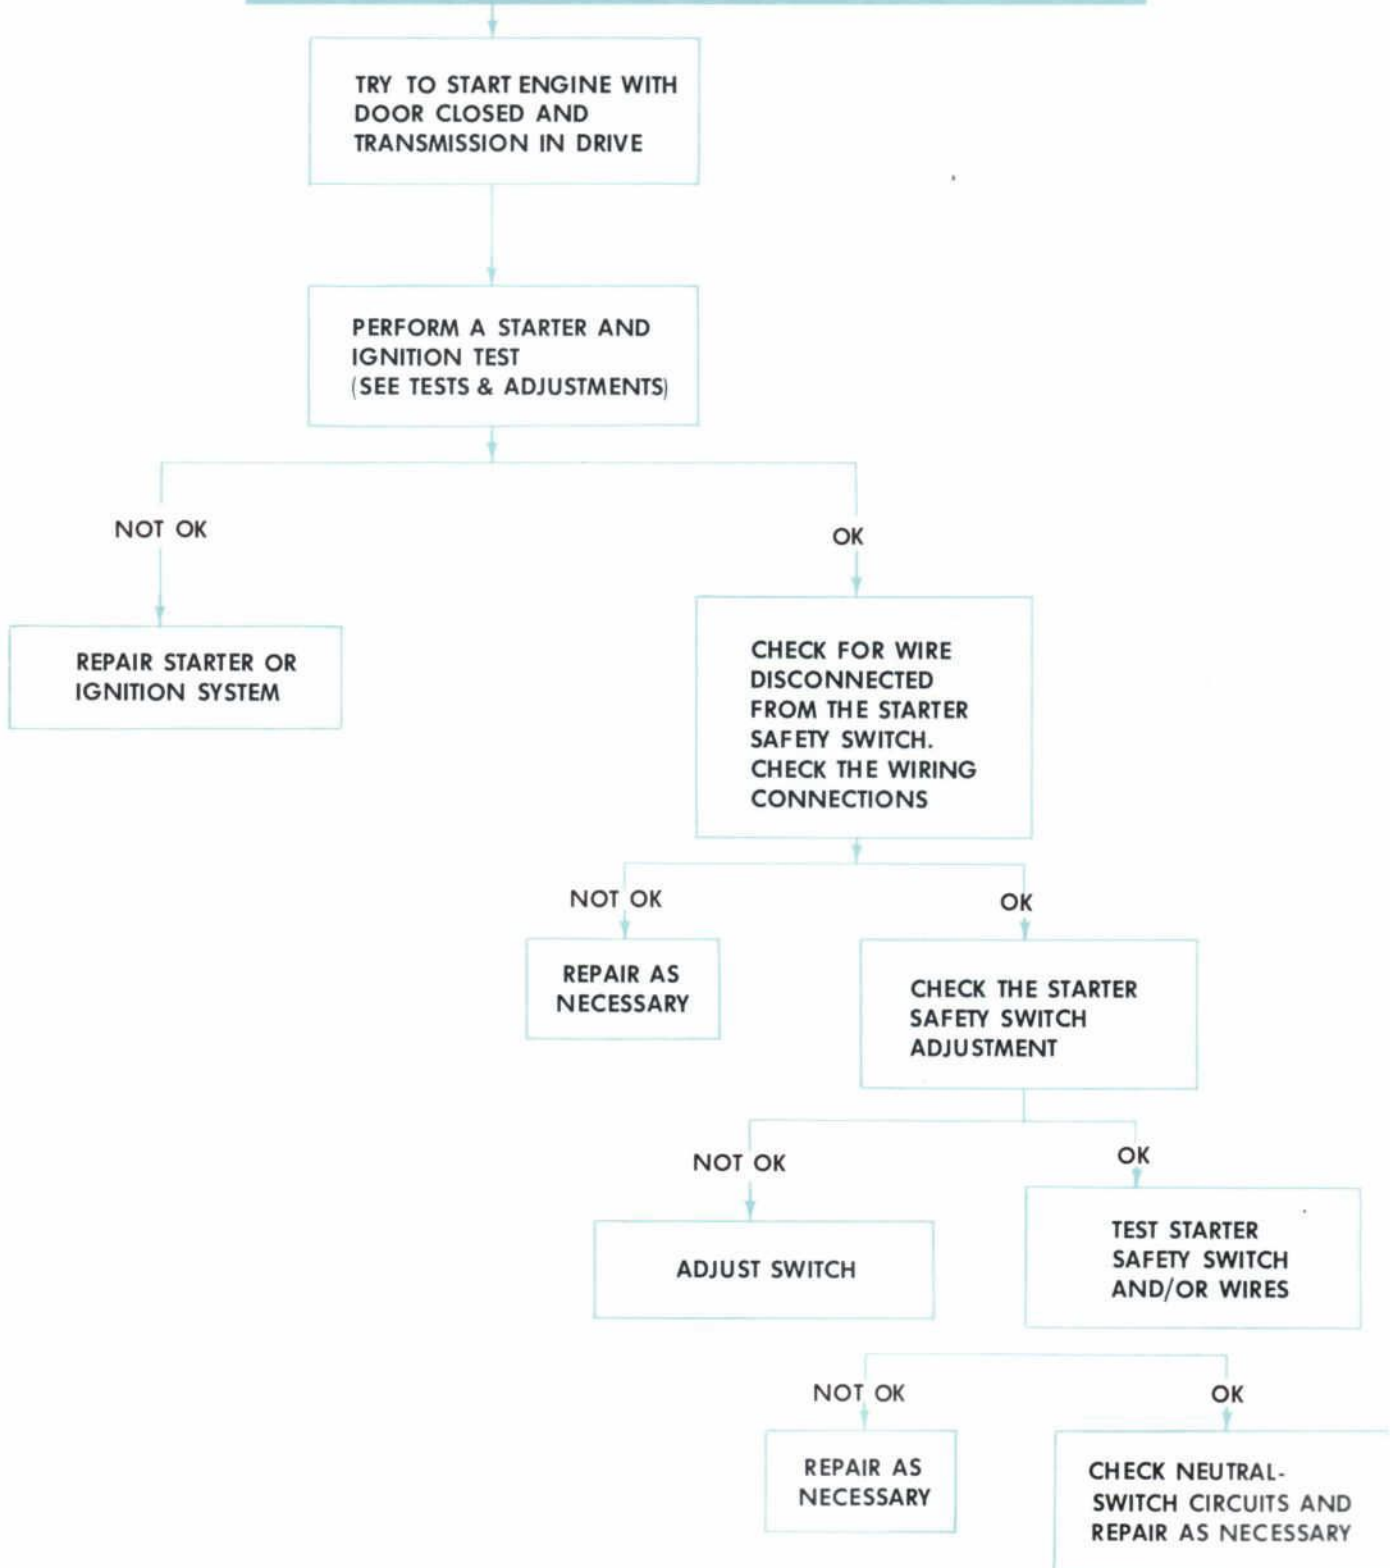 TRY TO START ENGINE WITH
DOOR CLOSED AND
TRANSMISSION IN DRIVE
PERFORM A STARTER AND
IGNITION TEST
(SEE TESTS & ADJUSTMENTS)
NOT OK
OK
REPAIR STARTER OR
IGNITION SYSTEM
CHECK FOR WIRE
DISCONNECTED
FROM THE STARTER
SAFETY SWITCH.
CHECK THE WIRING
CONNECTIONS
NOT OK
OK
REPAIR AS
NECESSARY
CHECK THE STARTER
SAFETY SWITCH
ADJUSTMENT
NOT OK
OK
ADJUST SWITCH
TEST STARTER
SAFETY SWITCH
AND/OR WIRES
NOT OK
OK
REPAIR AS
NECESSARY
CHECK NEUTRAL-
SWITCH CIRCUITS AND
REPAIR AS NECESSARY